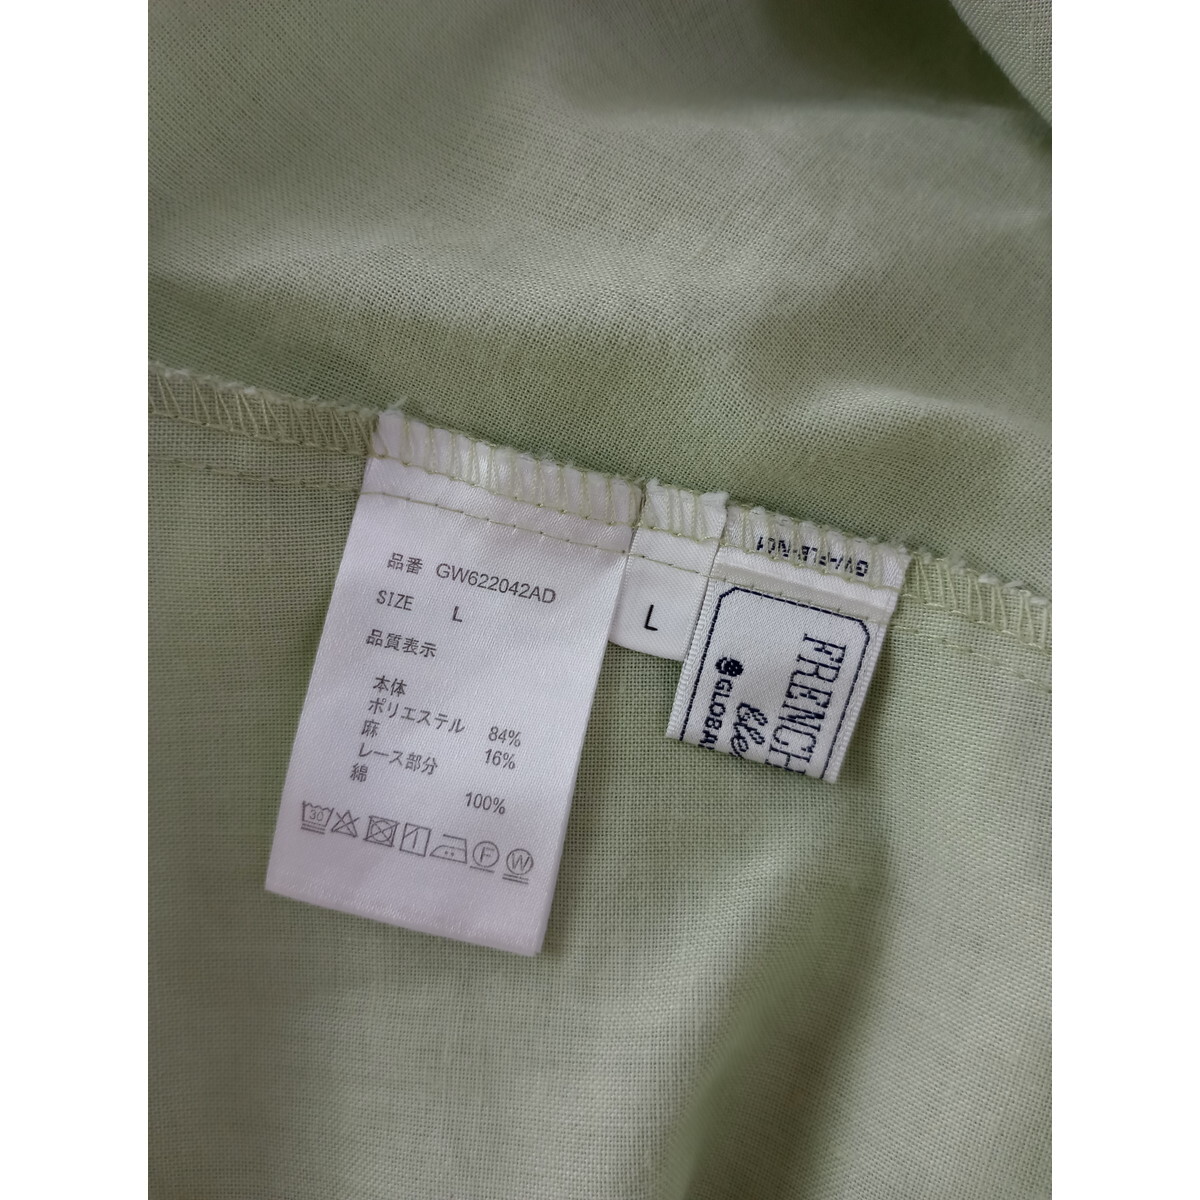 品番 GW622042AD
SIZE L
品質表示
本体
ポリエステル 84%
麻 16%
レース部分
綿 100%
30
F
W
L
FRENCH
GLOBAL